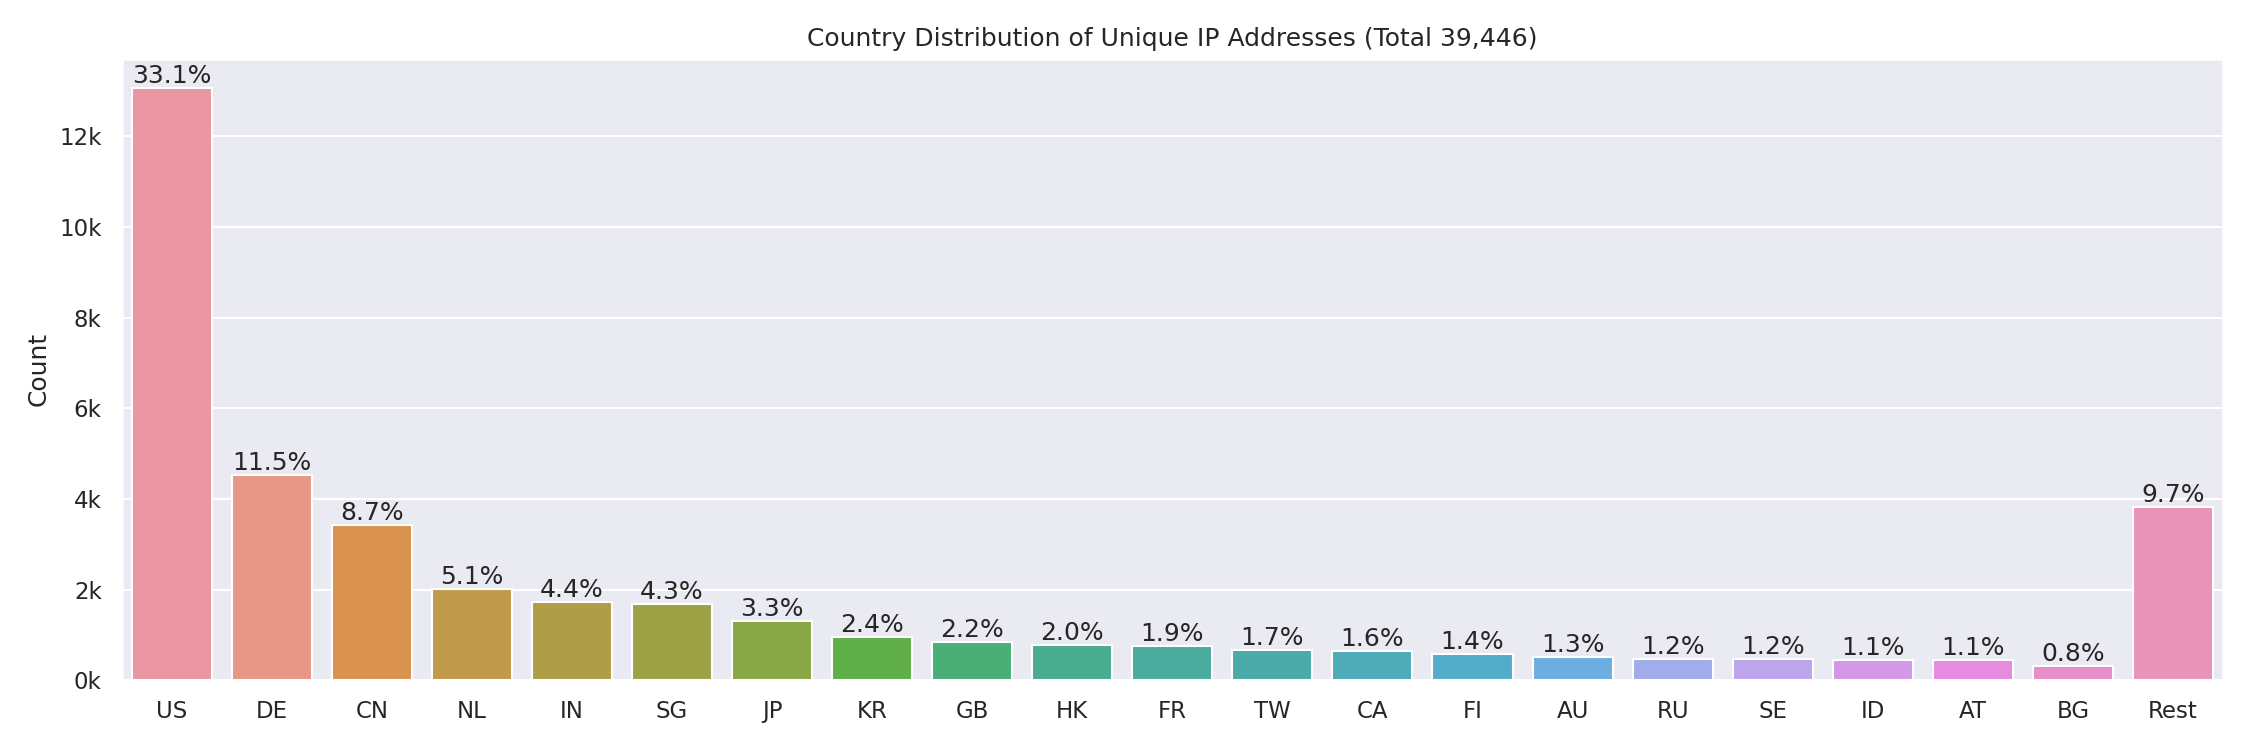 Country Distribution of Unique IP Addresses (Total 39,446)
Count
12k
10k
8k
6k
4k
2k
0k
33.1%
11.5%
8.7%
5.1%
4.4%
4.3%
3.3%
2.4%
2.2%
2.0%
1.9%
1.7%
1.6%
1.4%
1.3%
1.2%
1.2%
1.1%
1.1%
0.8%
9.7%
US DE CN NL IN SG JP KR GB HK FR TW CA FI AU RU SE ID AT BG Rest